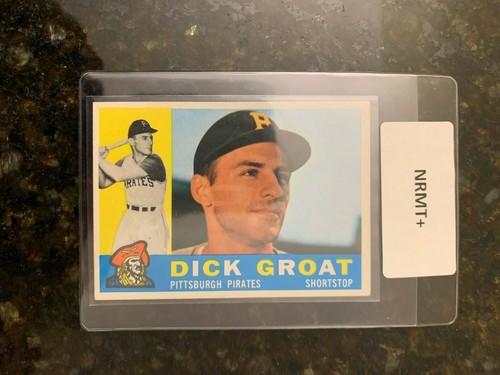 P
PIRATES
DICK GROAT
PITTSBURGH PIRATES SHORTSTOP
NRMT+